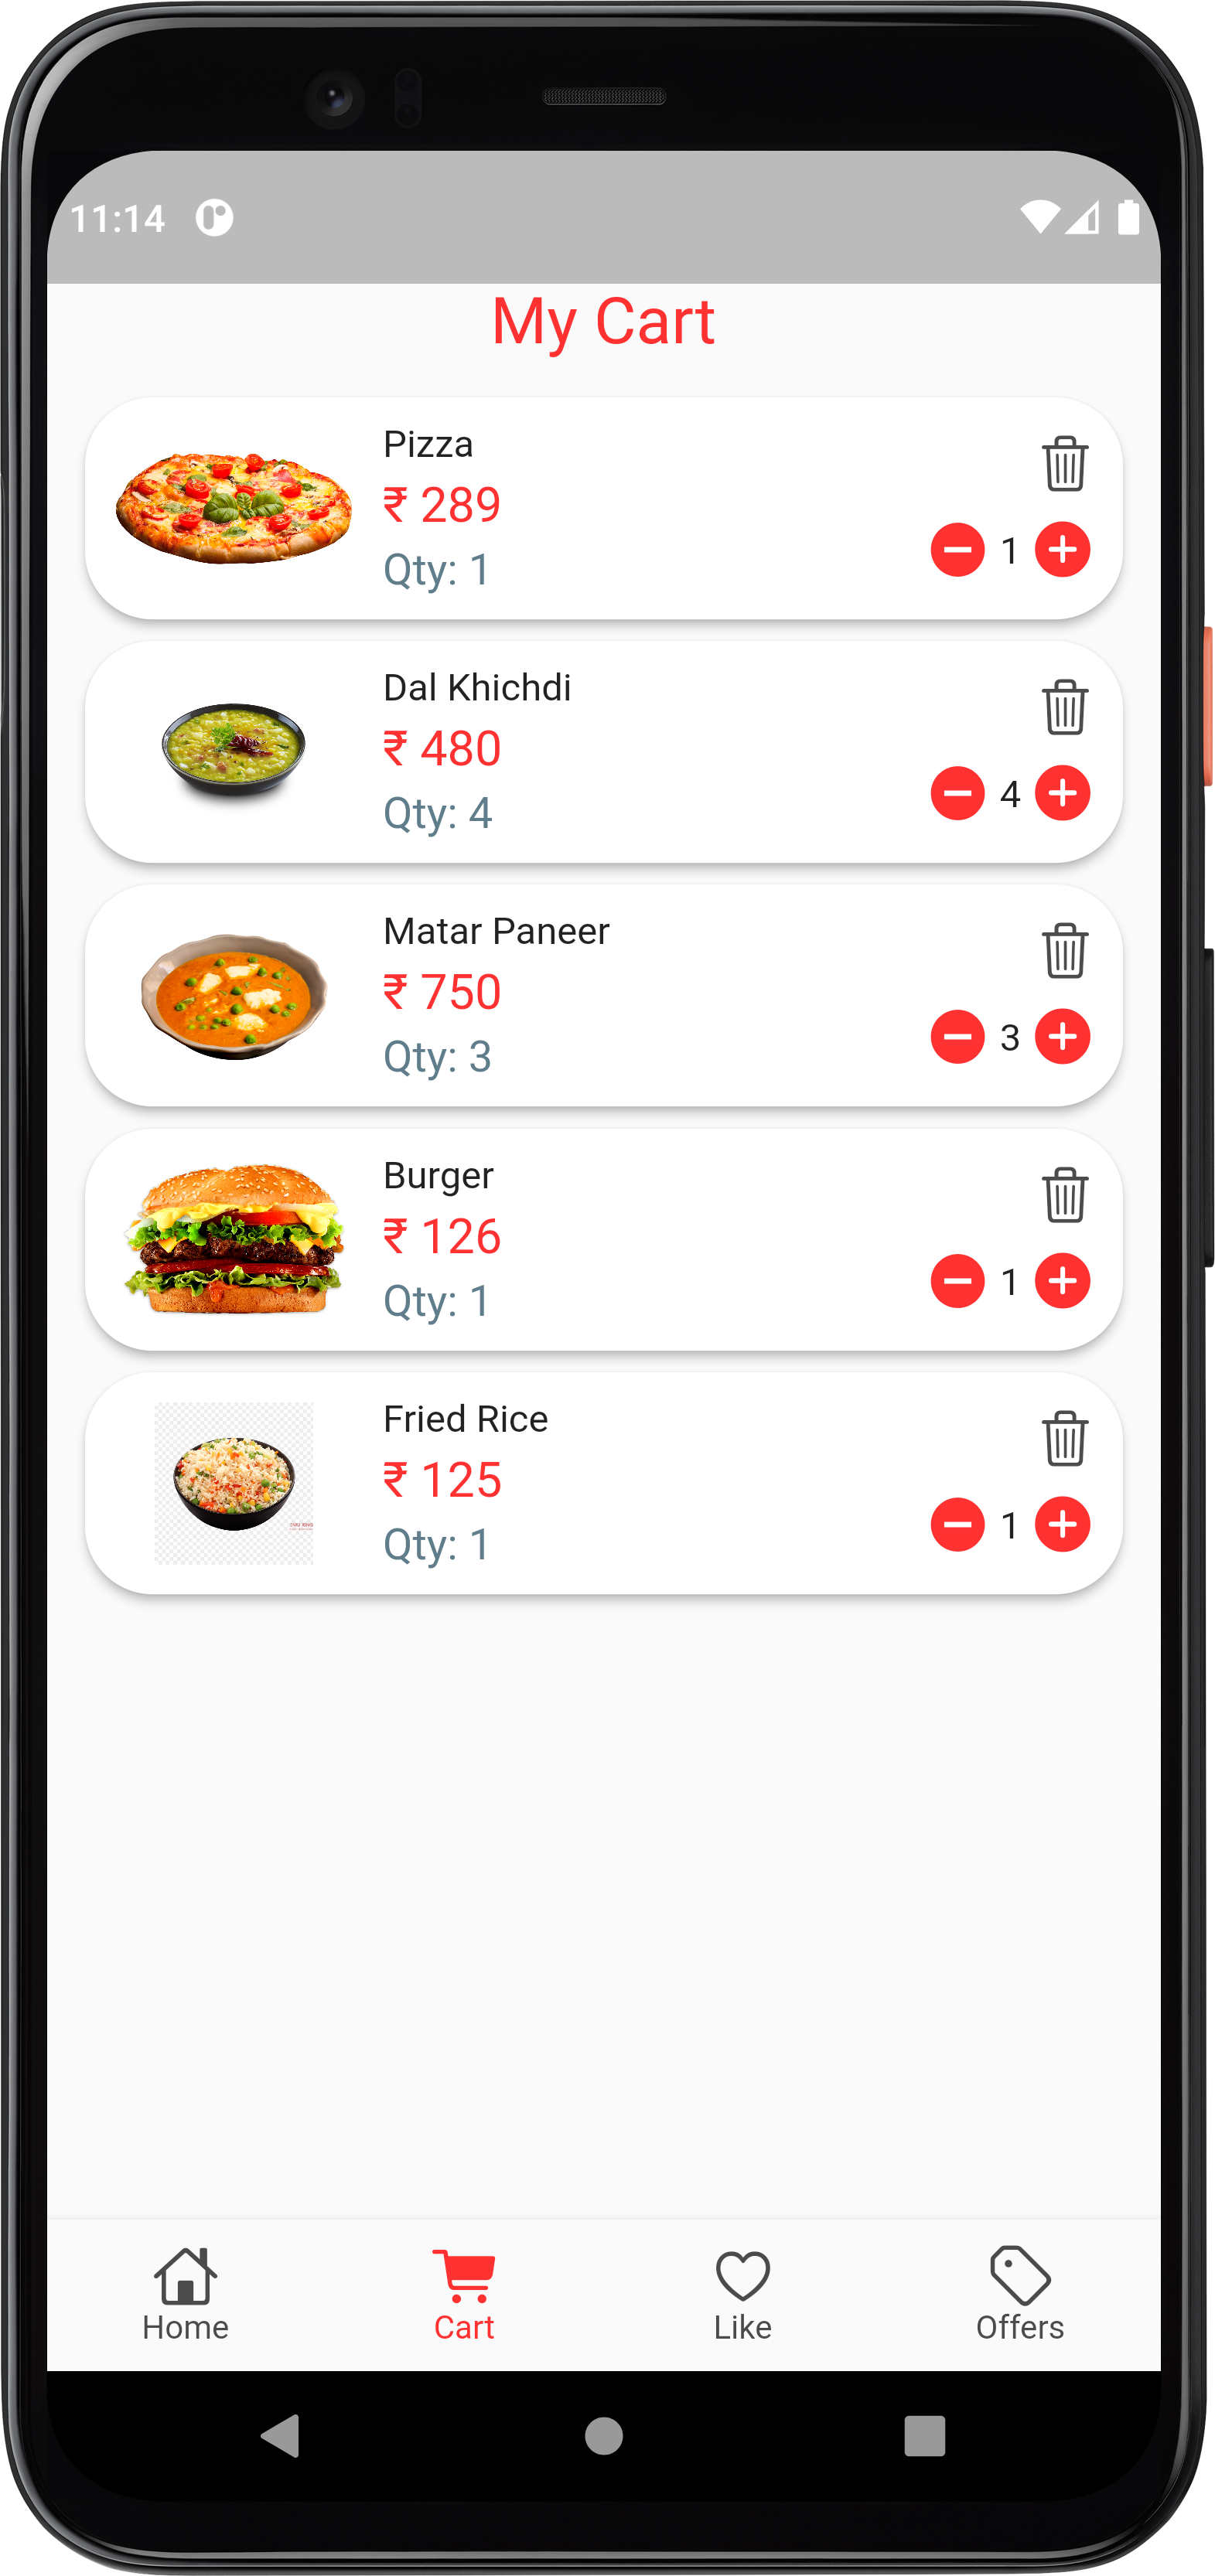 11:14
My Cart
Pizza
₹ 289
Qty: 1
1
Dal Khichdi
₹ 480
Qty: 4
4
Matar Paneer
₹ 750
Qty: 3
3
Burger
₹ 126
Qty: 1
1
Fried Rice
₹ 125
Qty: 1
1
Home
Cart
Like
Offers